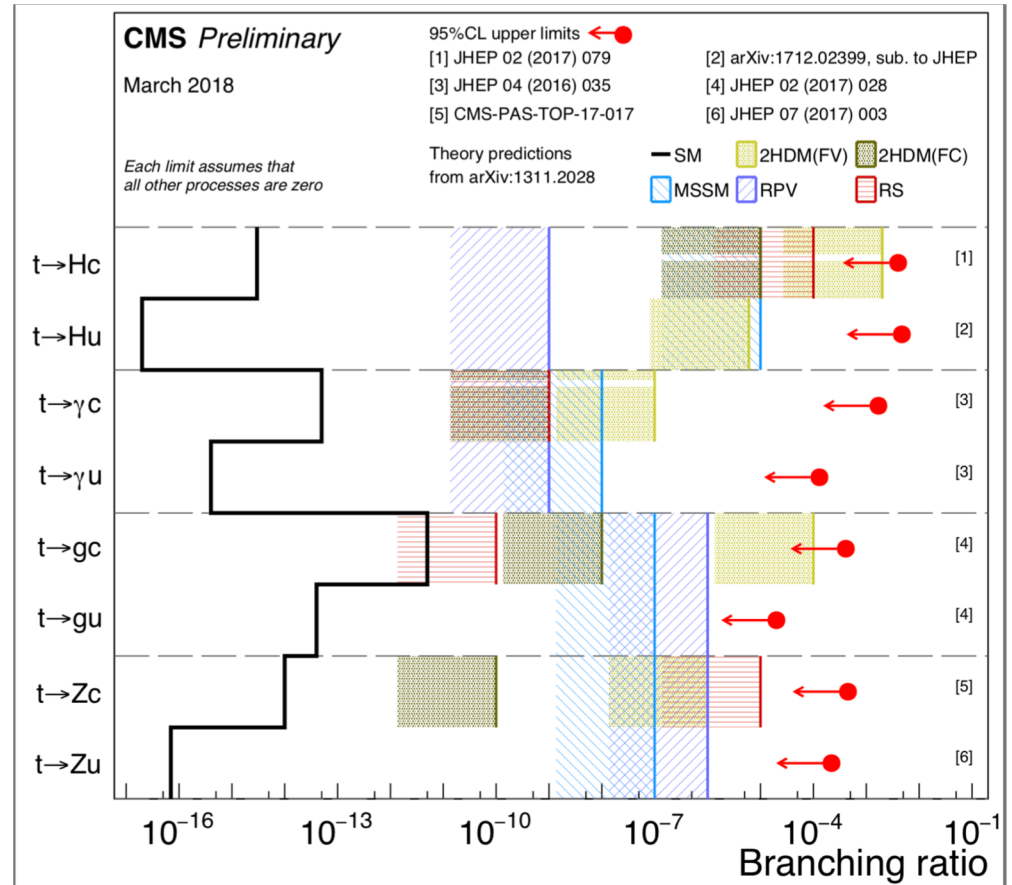 CMS Preliminary
March 2018
Each limit assumes that
all other processes are zero
95%CL upper limits
[1] JHEP 02 (2017) 079
[2] arXiv:1712.02399, sub. to JHEP
[3] JHEP 04 (2016) 035
[4] JHEP 02 (2017) 028
[5] CMS-PAS-TOP-17-017
[6] JHEP 07 (2017) 003
Theory predictions
from arXiv:1311.2028
SM 2HDM(FV) 2HDM(FC)
MSSM RPV RS
t→Hc [1]
t→Hu [2]
t→γc [3]
t→γu [3]
t→gc [4]
t→gu [4]
t→Zc [5]
t→Zu [6]
10⁻¹⁶ 10⁻¹³ 10⁻¹⁰ 10⁻⁷ 10⁻⁴ 10⁻¹
Branching ratio